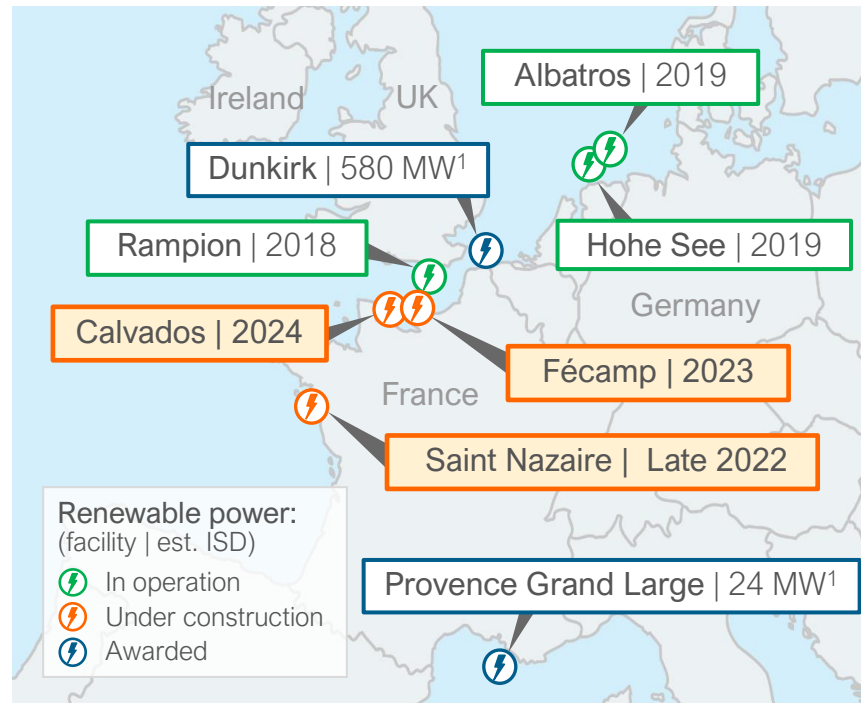 Albatros | 2019
Ireland
UK
Dunkirk | 580 MW¹
Rampion | 2018
Hohe See | 2019
Germany
Calvados | 2024
Fécamp | 2023
France
Saint Nazaire | Late 2022
Renewable power:
(facility | est. ISD)
In operation
Under construction
Awarded
Provence Grand Large | 24 MW¹